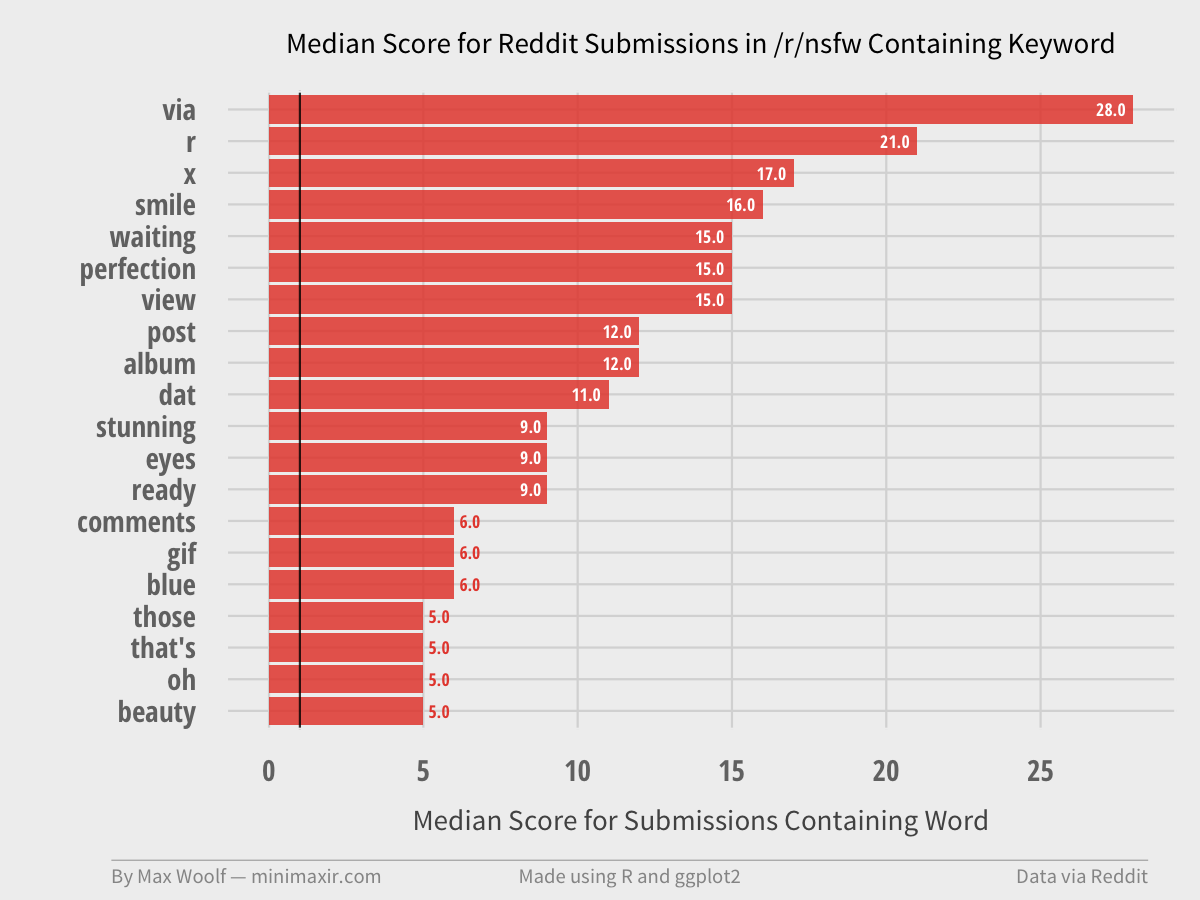 Median Score for Reddit Submissions in /r/nsfw Containing Keyword
via 28.0
r 21.0
x 17.0
smile 16.0
waiting 15.0
perfection 15.0
view 15.0
post 12.0
album 12.0
dat 11.0
stunning 9.0
eyes 9.0
ready 9.0
comments 6.0
gif 6.0
blue 6.0
those 5.0
that's 5.0
oh 5.0
beauty 5.0
0 5 10 15 20 25
Median Score for Submissions Containing Word
By Max Woolf — minimaxir.com Made using R and ggplot2 Data via Reddit